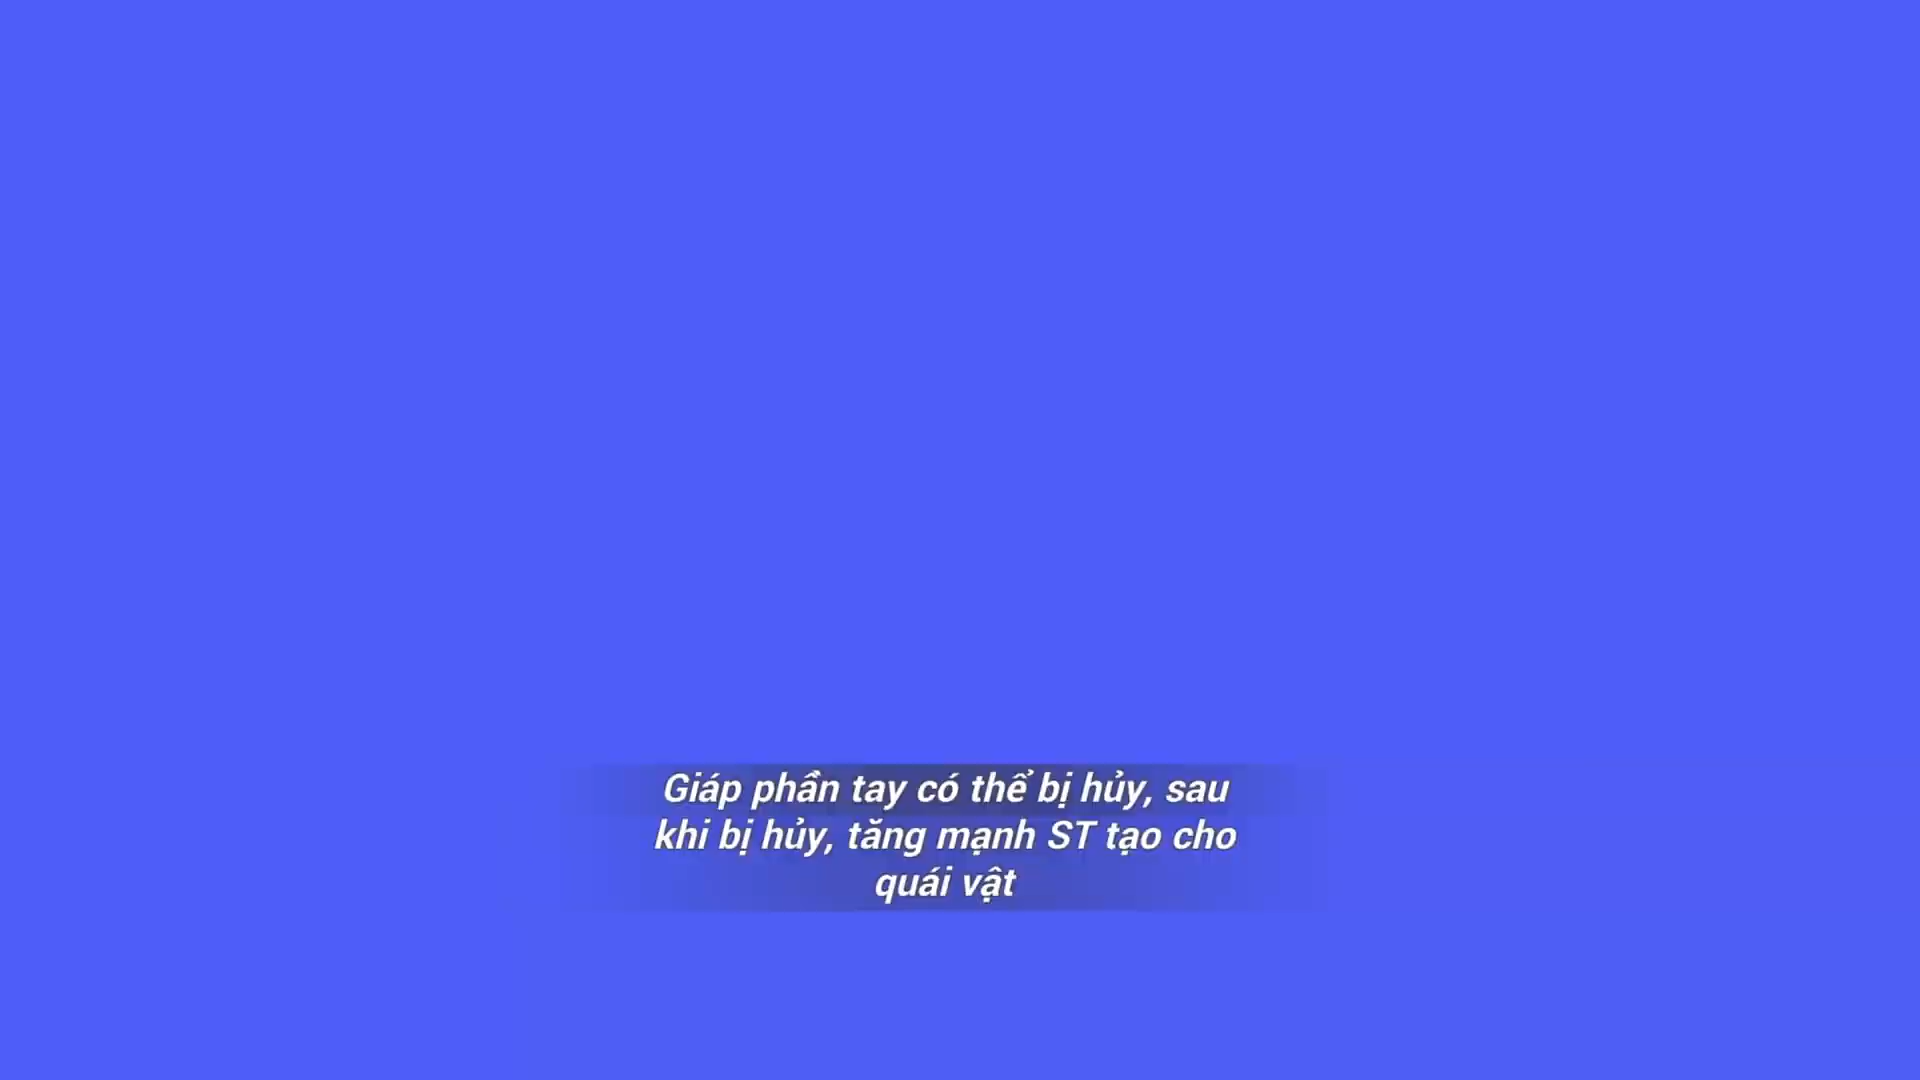 Giáp phần tay có thể bị hủy, sau
khi bị hủy, tăng mạnh ST tạo cho
quái vật